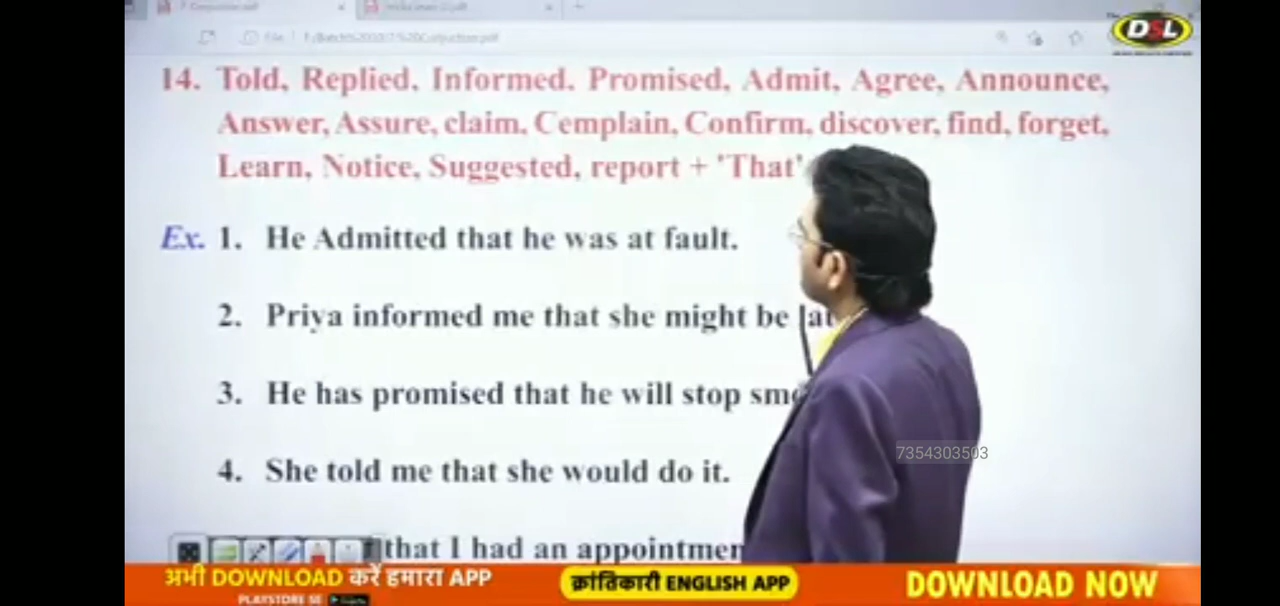 DSL
14. Told, Replied, Informed. Promised, Admit, Agree, Announce,
Answer, Assure, claim, Cemplain, Confirm, discover, find, forget,
Learn, Notice, Suggested, report + 'That'
Ex. 1. He Admitted that he was at fault.
2. Priya informed me that she might be
3. He has promised that he will stop
4. She told me that she would do it.
7354303503
that I had an
अभी DOWNLOAD करें हमारा APP
PLAYSTORE SE
क्रांतिकारी ENGLISH APP
DOWNLOAD NOW